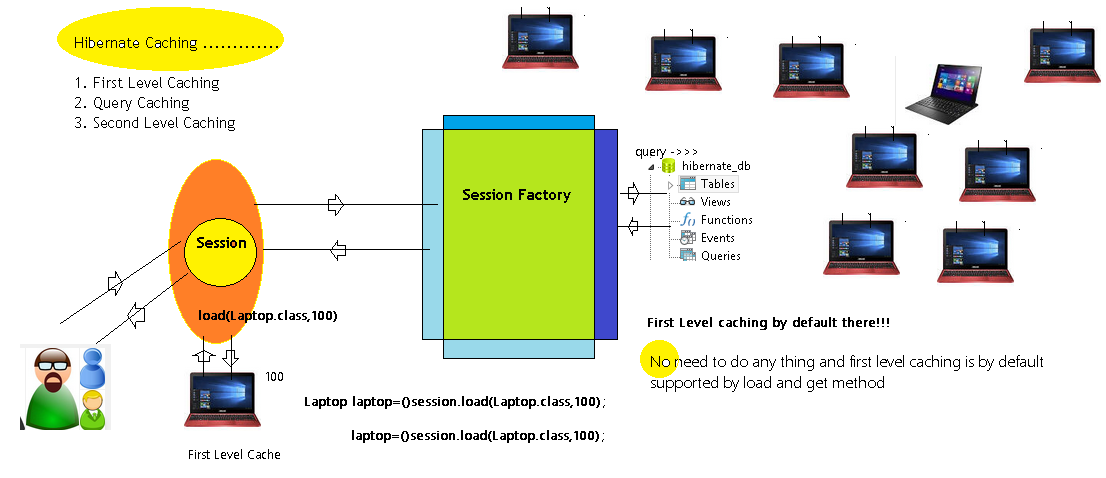 Hibernate Caching .............
1. First Level Caching
2. Query Caching
3. Second Level Caching
query ->>>
hibernate_db
Tables
Views
f() Functions
Events
Queries
Session Factory
Session
load(Laptop.class,100)
100
First Level Cache
First Level caching by default there!!!
No need to do any thing and first level caching is by default
supported by load and get method
Laptop laptop=()session.load(Laptop.class,100);
laptop=()session.load(Laptop.class,100);